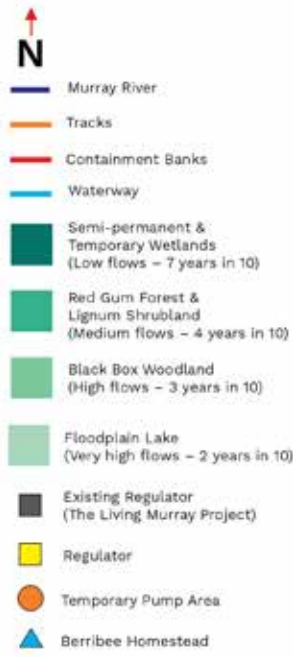 N
Murray River
Tracks
Containment Banks
Waterway
Semi-permanent &
Temporary Wetlands
(Low flows – 7 years in 10)
Red Gum Forest &
Lignum Shrubland
(Medium flows – 4 years in 10)
Black Box Woodland
(High flows – 3 years in 10)
Floodplain Lake
(Very high flows – 2 years in 10)
Existing Regulator
(The Living Murray Project)
Regulator
Temporary Pump Area
Berribee Homestead